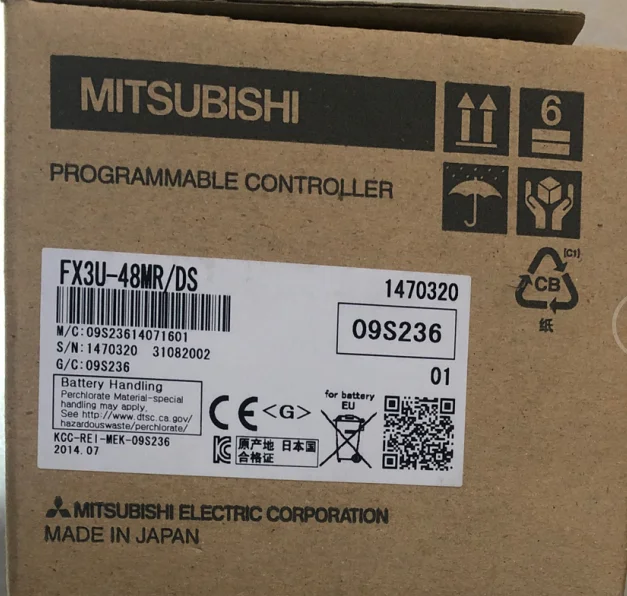 MITSUBISHI
6
PROGRAMMABLE CONTROLLER
FX3U-48MR/DS
1470320
M/C:09S23614071601
S/N:1470320 31082002
G/C:09S236
09S236
01
Battery Handling
Perchlorate Material-special
handling may apply.
See http://www.dtsc.ca.gov/
hazardouswaste/perchlorate/
KCC-REI-MEK-09S236
2014.07
CE <G>
for battery
EU
原产地 日本国
合格证
[C1]
CB
纸
MITSUBISHI ELECTRIC CORPORATION
MADE IN JAPAN